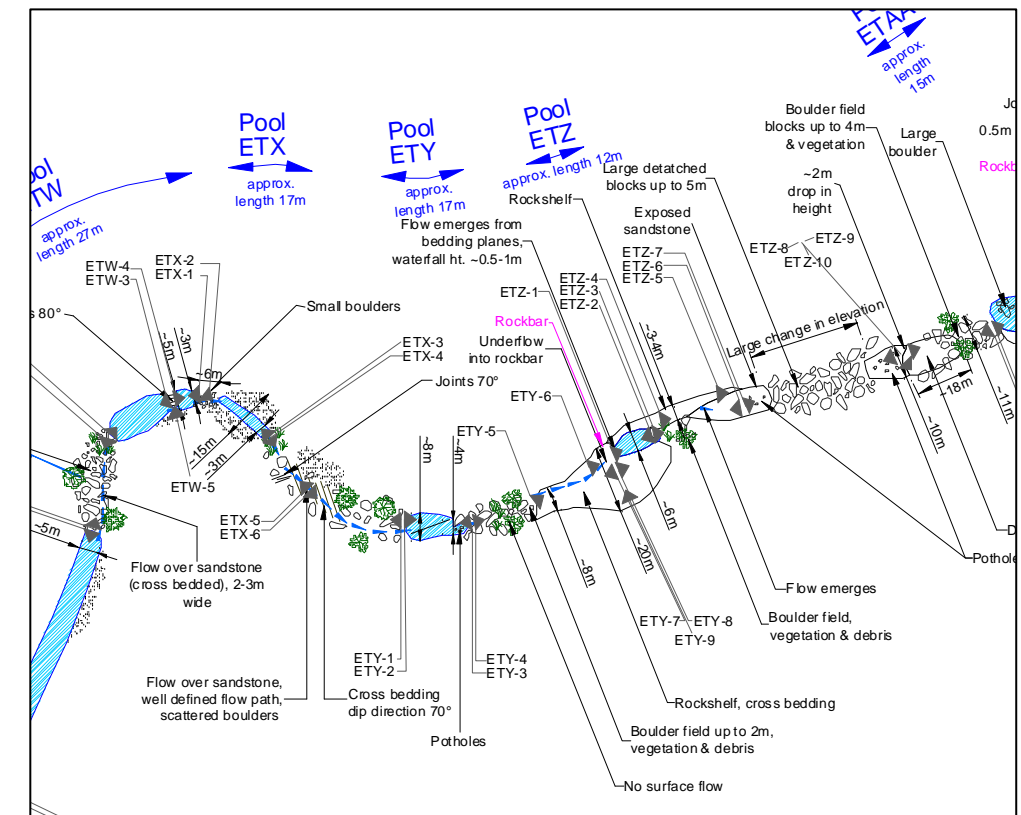 Pool
ETAA
approx.
length
15m
Pool
ETX
approx.
length 17m
Pool
ETY
approx.
length 17m
Pool
ETZ
approx. length 12m
approx.
length 27m
Boulder field
blocks up to 4m
& vegetation
Large
boulder
0.5m
~2m
drop in
height
Large detatched
blocks up to 5m
Rockshelf
Exposed
sandstone
Flow emerges from
bedding planes,
waterfall ht. ~0.5-1m
ETZ-8
ETZ-9
ETZ-10
ETZ-7
ETZ-6
ETZ-5
ETZ-4
ETZ-3
ETZ-2
ETZ-1
ETW-4
ETW-3
ETX-2
ETX-1
80°
Small boulders
~5m
~3m
~6m
ETX-3
ETX-4
Joints 70°
Rockbar
Underflow
into rockbar
Large change in elevation
~3-4m
ETY-6
ETY-5
~18m
~11m
~10m
~15m
~3m
ETW-5
~8m
~4m
~5m
ETX-5
ETX-6
~6m
~20m
~8m
Flow over sandstone
(cross bedded), 2-3m
wide
Flow emerges
Boulder field,
vegetation & debris
ETY-7
ETY-8
ETY-9
ETY-1
ETY-2
ETY-4
ETY-3
Flow over sandstone,
well defined flow path,
scattered boulders
Cross bedding
dip direction 70°
Potholes
Rockshelf, cross bedding
Boulder field up to 2m,
vegetation & debris
No surface flow